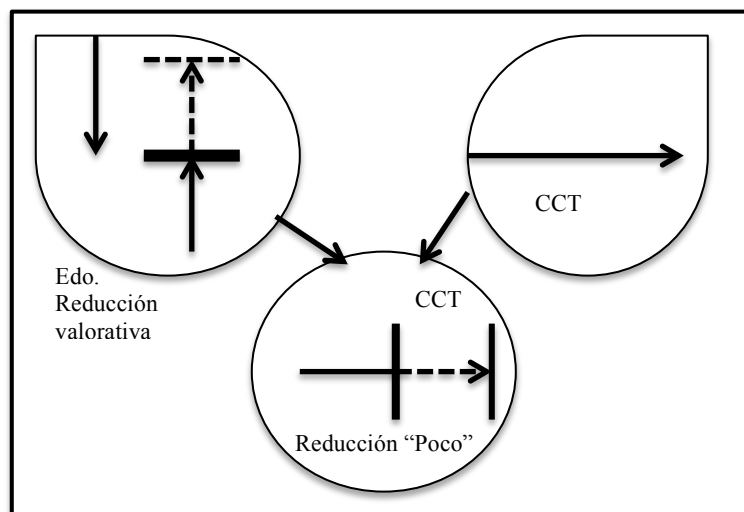 CCT
Edo.
Reducción
valorativa
CCT
Reducción “Poco”